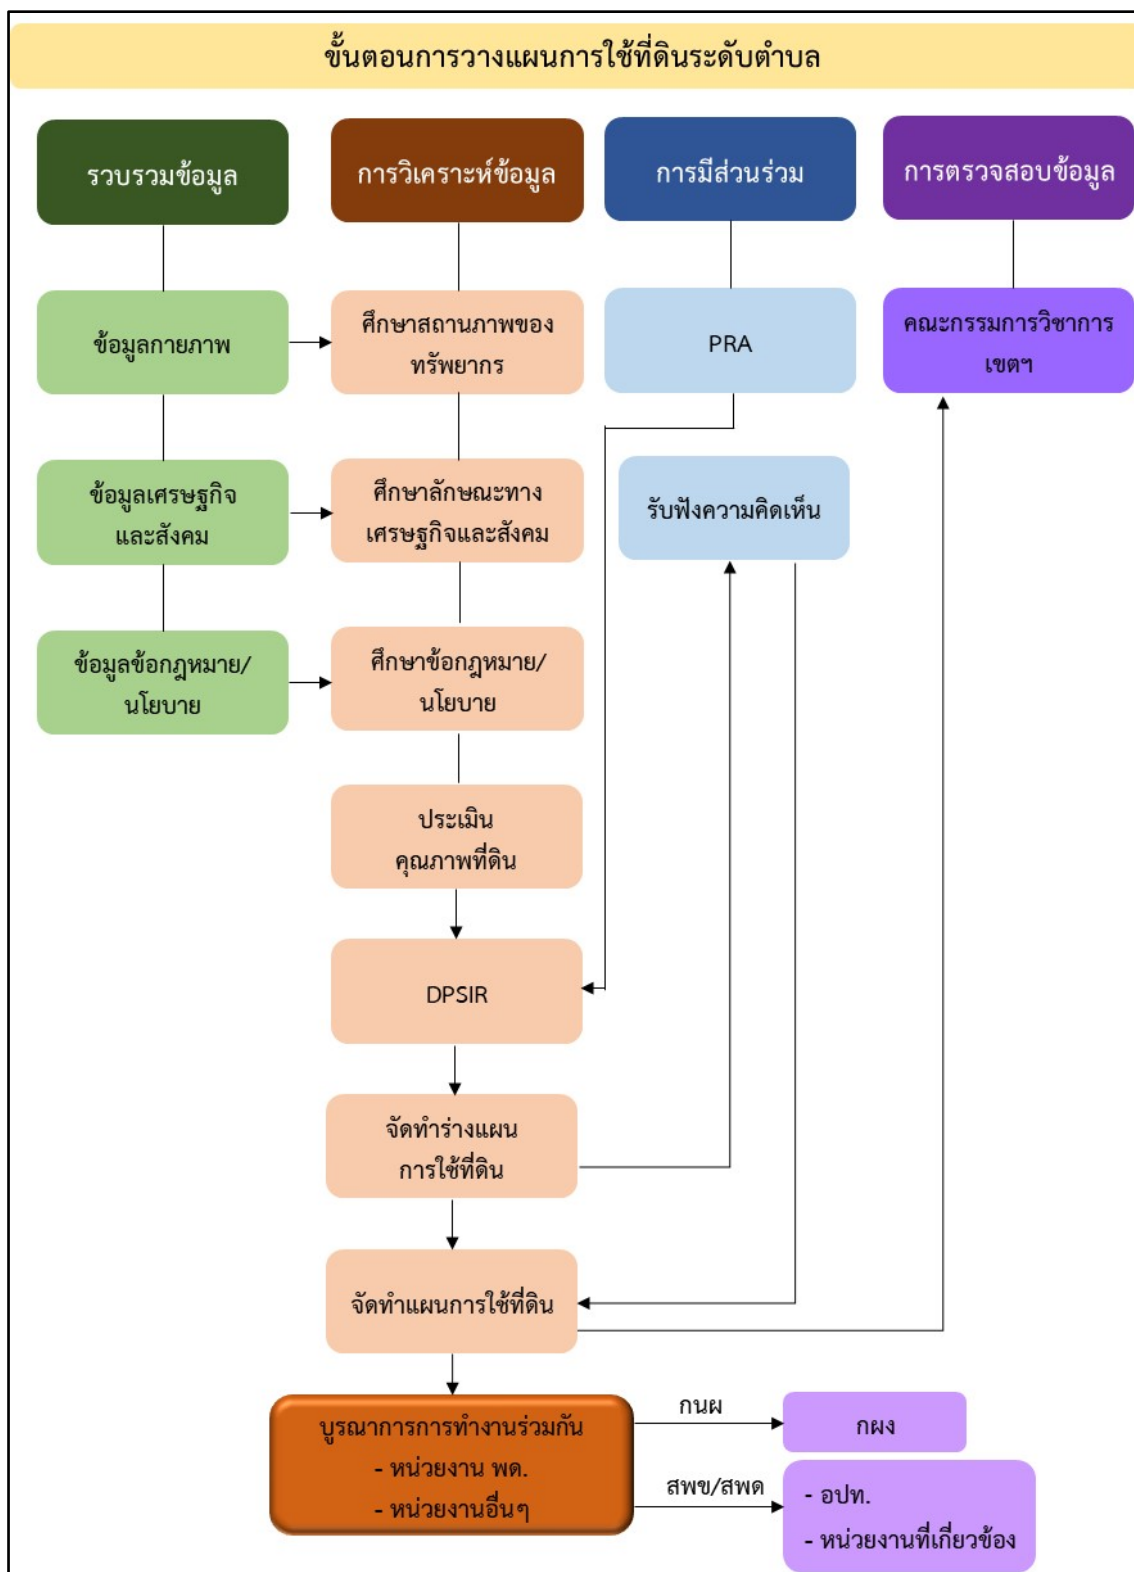 ขั้นตอนการวางแผนการใช้ที่ดินระดับตำบล
รวบรวมข้อมูล
การวิเคราะห์ข้อมูล
การมีส่วนร่วม
การตรวจสอบข้อมูล
ข้อมูลกายภาพ
ศึกษาสถานภาพของ
ทรัพยากร
PRA
คณะกรรมการวิชาการ
เขตฯ
ข้อมูลเศรษฐกิจ
และสังคม
ศึกษาลักษณะทาง
เศรษฐกิจและสังคม
รับฟังความคิดเห็น
ข้อมูลข้อกฎหมาย/
นโยบาย
ศึกษาข้อกฎหมาย/
นโยบาย
ประเมิน
คุณภาพที่ดิน
DPSIR
จัดทำร่างแผน
การใช้ที่ดิน
จัดทำแผนการใช้ที่ดิน
บูรณาการการทำงานร่วมกัน
- หน่วยงาน พด.
- หน่วยงานอื่นๆ
กนผ
กผง
สพข/สพด
- อปท.
- หน่วยงานที่เกี่ยวข้อง